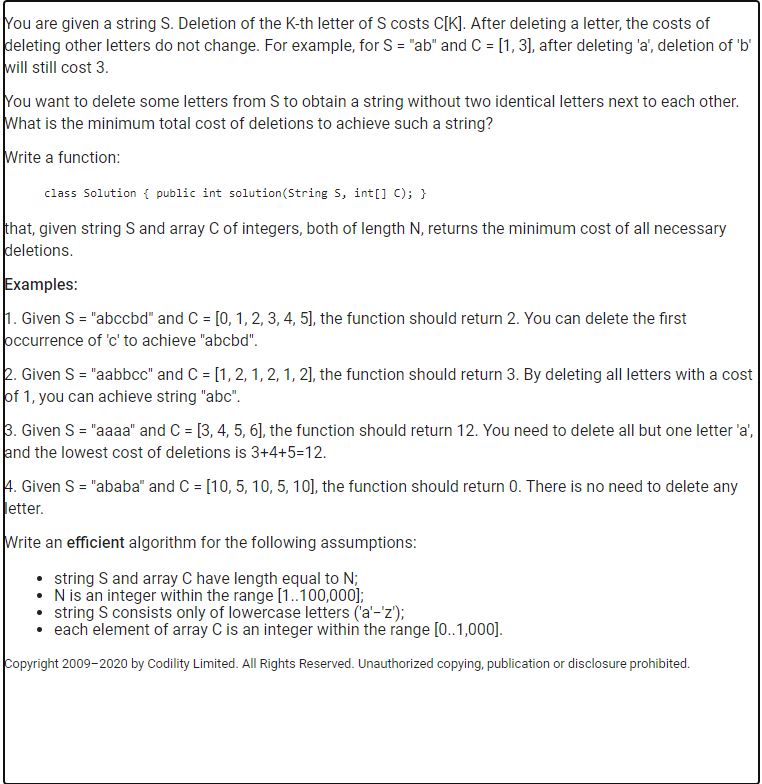 You are given a string S. Deletion of the K-th letter of S costs C[K]. After deleting a letter, the costs of
deleting other letters do not change. For example, for S = "ab" and C = [1, 3], after deleting 'a', deletion of 'b'
will still cost 3.
You want to delete some letters from S to obtain a string without two identical letters next to each other.
What is the minimum total cost of deletions to achieve such a string?
Write a function:
class Solution { public int solution(String S, int[] C); }
that, given string S and array C of integers, both of length N, returns the minimum cost of all necessary
deletions.
Examples:
1. Given S = "abccbd" and C = [0, 1, 2, 3, 4, 5], the function should return 2. You can delete the first
occurrence of 'c' to achieve "abcbd".
2. Given S = "aabbcc" and C = [1, 2, 1, 2, 1, 2], the function should return 3. By deleting all letters with a cost
of 1, you can achieve string "abc".
3. Given S = "aaaa" and C = [3, 4, 5, 6], the function should return 12. You need to delete all but one letter 'a',
and the lowest cost of deletions is 3+4+5=12.
4. Given S = "ababa" and C = [10, 5, 10, 5, 10], the function should return 0. There is no need to delete any
letter.
Write an efficient algorithm for the following assumptions:
• string S and array C have length equal to N;
• N is an integer within the range [1..100,000];
• string S consists only of lowercase letters ('a'–'z');
• each element of array C is an integer within the range [0..1,000].
Copyright 2009–2020 by Codility Limited. All Rights Reserved. Unauthorized copying, publication or disclosure prohibited.